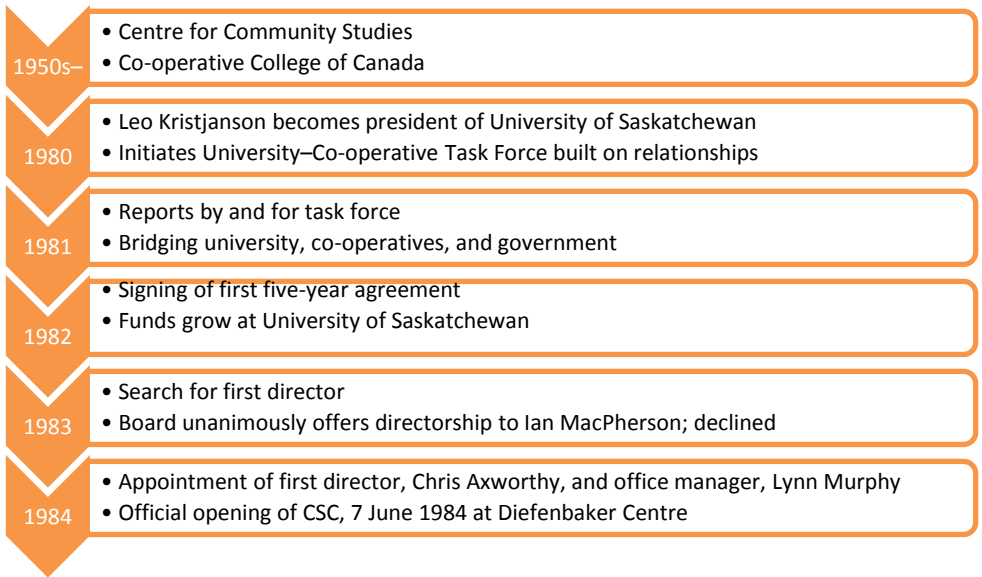 1950s–
• Centre for Community Studies
• Co-operative College of Canada
1980
• Leo Kristjanson becomes president of University of Saskatchewan
• Initiates University–Co-operative Task Force built on relationships
1981
• Reports by and for task force
• Bridging university, co-operatives, and government
1982
• Signing of first five-year agreement
• Funds grow at University of Saskatchewan
1983
• Search for first director
• Board unanimously offers directorship to Ian MacPherson; declined
1984
• Appointment of first director, Chris Axworthy, and office manager, Lynn Murphy
• Official opening of CSC, 7 June 1984 at Diefenbaker Centre